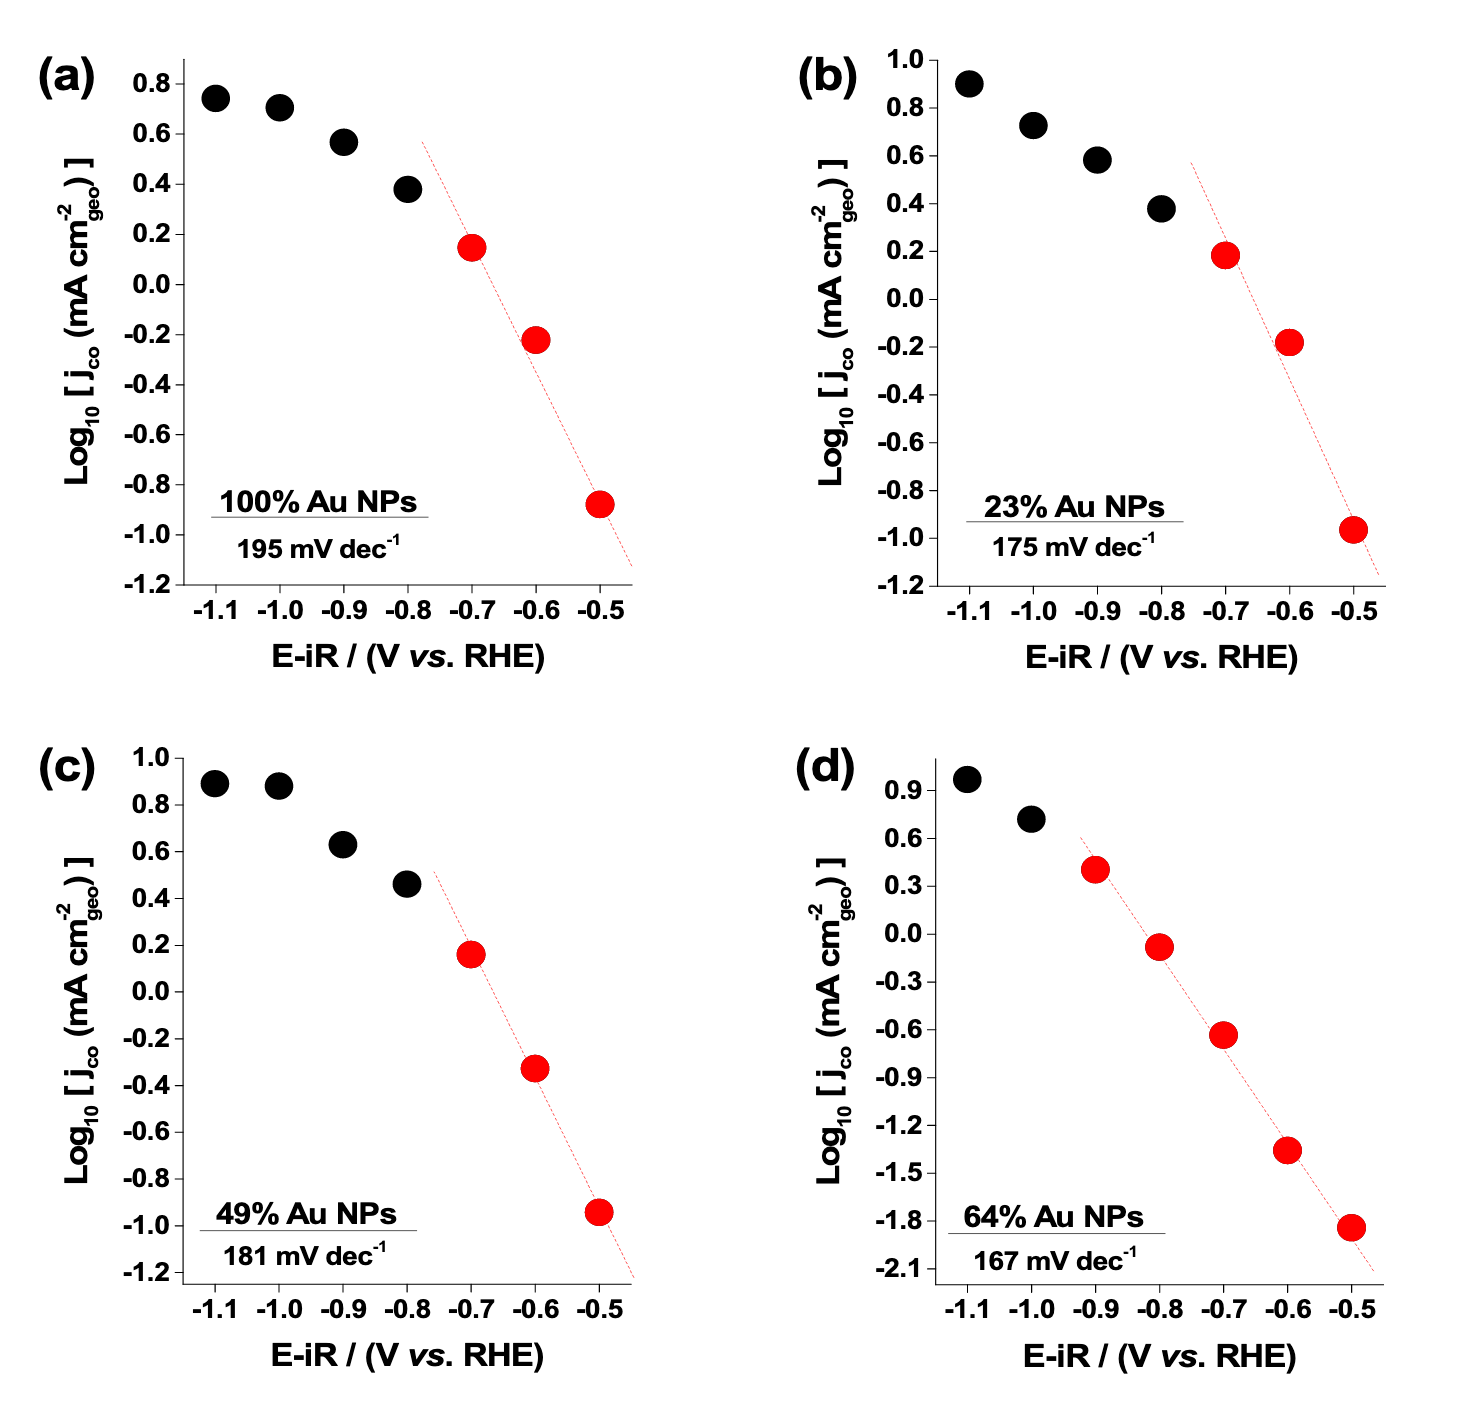 (a)
0.8
0.6
0.4
0.2
0.0
-0.2
-0.4
-0.6
-0.8
-1.0
-1.2
Log10 [ jco (mA cm-2geo) ]
100% Au NPs
195 mV dec-1
-1.1 -1.0 -0.9 -0.8 -0.7 -0.6 -0.5
E-iR / (V vs. RHE)
(b)
1.0
0.8
0.6
0.4
0.2
0.0
-0.2
-0.4
-0.6
-0.8
-1.0
-1.2
Log10 [ jco (mA cm-2geo) ]
23% Au NPs
175 mV dec-1
-1.1 -1.0 -0.9 -0.8 -0.7 -0.6 -0.5
E-iR / (V vs. RHE)
(c)
1.0
0.8
0.6
0.4
0.2
0.0
-0.2
-0.4
-0.6
-0.8
-1.0
-1.2
Log10 [ jco (mA cm-2geo) ]
49% Au NPs
181 mV dec-1
-1.1 -1.0 -0.9 -0.8 -0.7 -0.6 -0.5
E-iR / (V vs. RHE)
(d)
0.9
0.6
0.3
0.0
-0.3
-0.6
-0.9
-1.2
-1.5
-1.8
-2.1
Log10 [ jco (mA cm-2geo) ]
64% Au NPs
167 mV dec-1
-1.1 -1.0 -0.9 -0.8 -0.7 -0.6 -0.5
E-iR / (V vs. RHE)